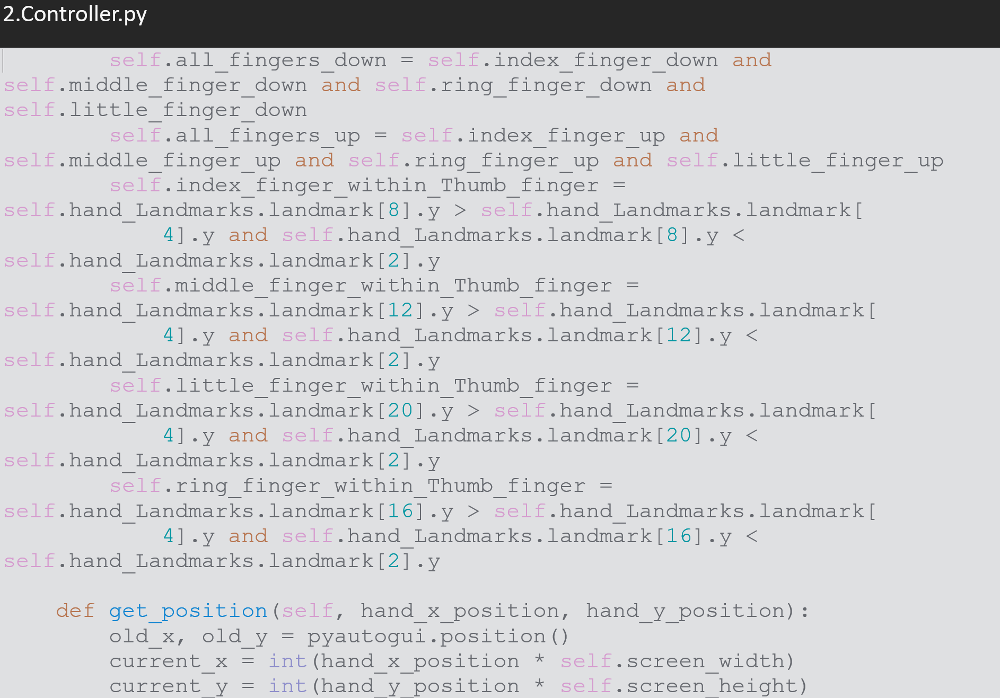 2.Controller.py
        self.all_fingers_down = self.index_finger_down and
self.middle_finger_down and self.ring_finger_down and
self.little_finger_down
        self.all_fingers_up = self.index_finger_up and
self.middle_finger_up and self.ring_finger_up and self.little_finger_up
        self.index_finger_within_Thumb_finger =
self.hand_Landmarks.landmark[8].y > self.hand_Landmarks.landmark[
            4].y and self.hand_Landmarks.landmark[8].y <
self.hand_Landmarks.landmark[2].y
        self.middle_finger_within_Thumb_finger =
self.hand_Landmarks.landmark[12].y > self.hand_Landmarks.landmark[
            4].y and self.hand_Landmarks.landmark[12].y <
self.hand_Landmarks.landmark[2].y
        self.little_finger_within_Thumb_finger =
self.hand_Landmarks.landmark[20].y > self.hand_Landmarks.landmark[
            4].y and self.hand_Landmarks.landmark[20].y <
self.hand_Landmarks.landmark[2].y
        self.ring_finger_within_Thumb_finger =
self.hand_Landmarks.landmark[16].y > self.hand_Landmarks.landmark[
            4].y and self.hand_Landmarks.landmark[16].y <
self.hand_Landmarks.landmark[2].y
    def get_position(self, hand_x_position, hand_y_position):
        old_x, old_y = pyautogui.position()
        current_x = int(hand_x_position * self.screen_width)
        current_y = int(hand_y_position * self.screen_height)